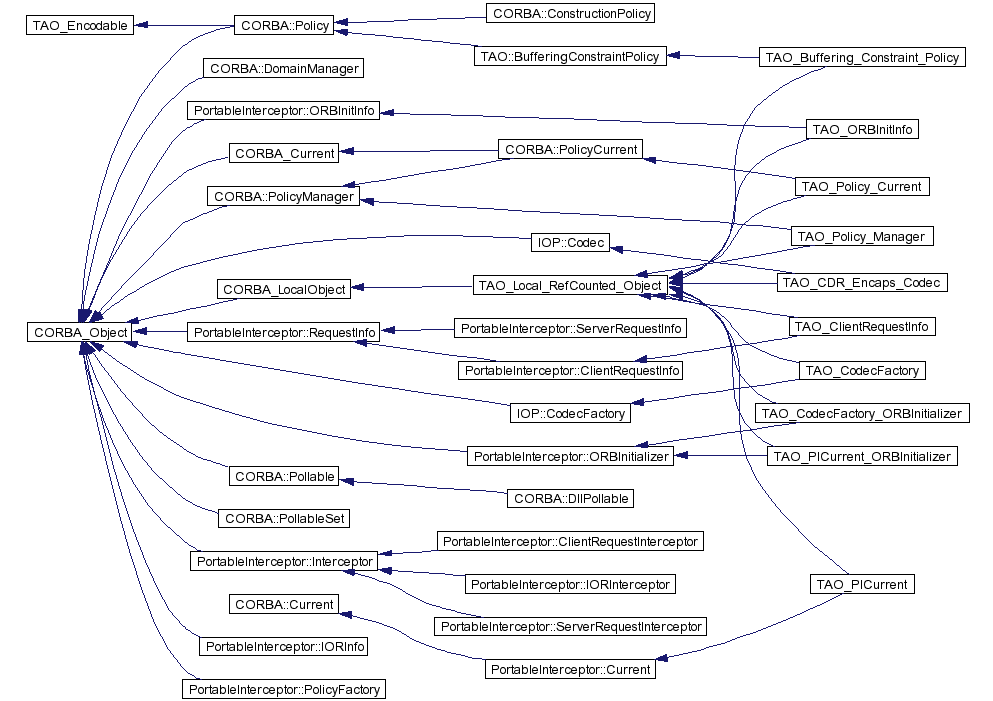 CORBA::ConstructionPolicy
TAO_Encodable
CORBA::Policy
TAO::BufferingConstraintPolicy
TAO_Buffering_Constraint_Policy
CORBA::DomainManager
PortableInterceptor::ORBInitInfo
TAO_ORBInitInfo
CORBA_Current
CORBA::PolicyCurrent
TAO_Policy_Current
CORBA::PolicyManager
TAO_Policy_Manager
IOP::Codec
TAO_CDR_Encaps_Codec
CORBA_LocalObject
TAO_Local_RefCounted_Object
CORBA_Object
PortableInterceptor::RequestInfo
PortableInterceptor::ServerRequestInfo
TAO_ClientRequestInfo
PortableInterceptor::ClientRequestInfo
TAO_CodecFactory
IOP::CodecFactory
TAO_CodecFactory_ORBInitializer
PortableInterceptor::ORBInitializer
TAO_PICurrent_ORBInitializer
CORBA::Pollable
CORBA::DIIPollable
CORBA::PollableSet
PortableInterceptor::ClientRequestInterceptor
PortableInterceptor::Interceptor
PortableInterceptor::IORInterceptor
TAO_PICurrent
CORBA::Current
PortableInterceptor::ServerRequestInterceptor
PortableInterceptor::IORInfo
PortableInterceptor::Current
PortableInterceptor::PolicyFactory